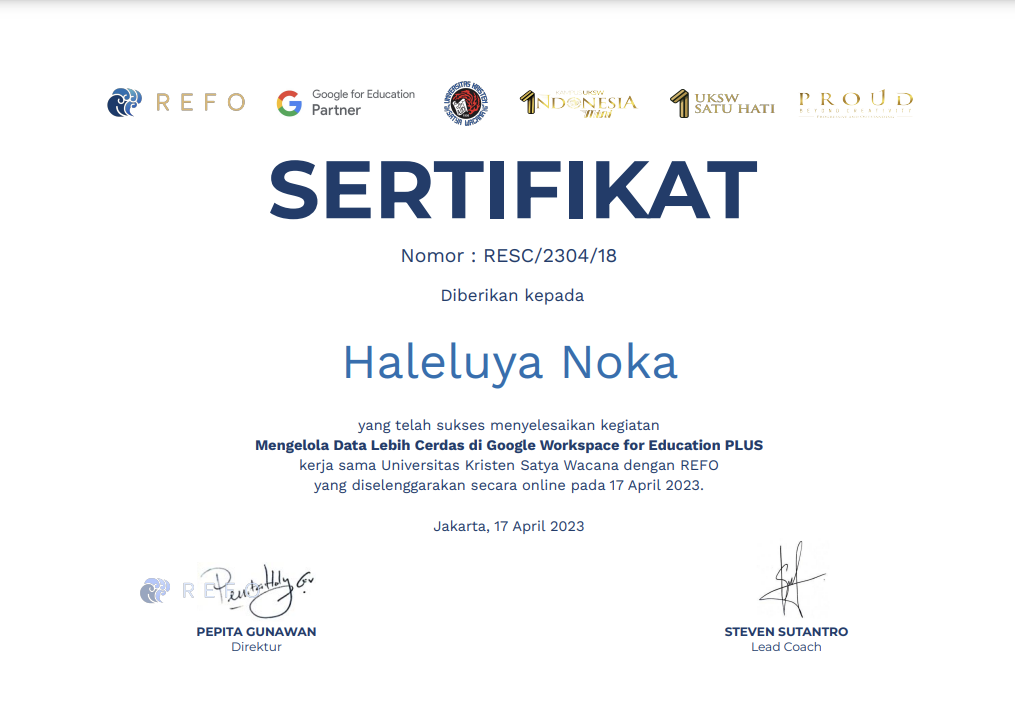 REFO
Google for Education
Partner
UNIVERSITAS KRISTEN SATYA WACANA
1NDONESIA
mini
UKSW
SATU HATI
PROUD
SERTIFIKAT
Nomor : RESC/2304/18
Diberikan kepada
Haleluya Noka
yang telah sukses menyelesaikan kegiatan
Mengelola Data Lebih Cerdas di Google Workspace for Education PLUS
kerja sama Universitas Kristen Satya Wacana dengan REFO
yang diselenggarakan secara online pada 17 April 2023.
Jakarta, 17 April 2023
REFO
PEPITA GUNAWAN
Direktur
STEVEN SUTANTRO
Lead Coach